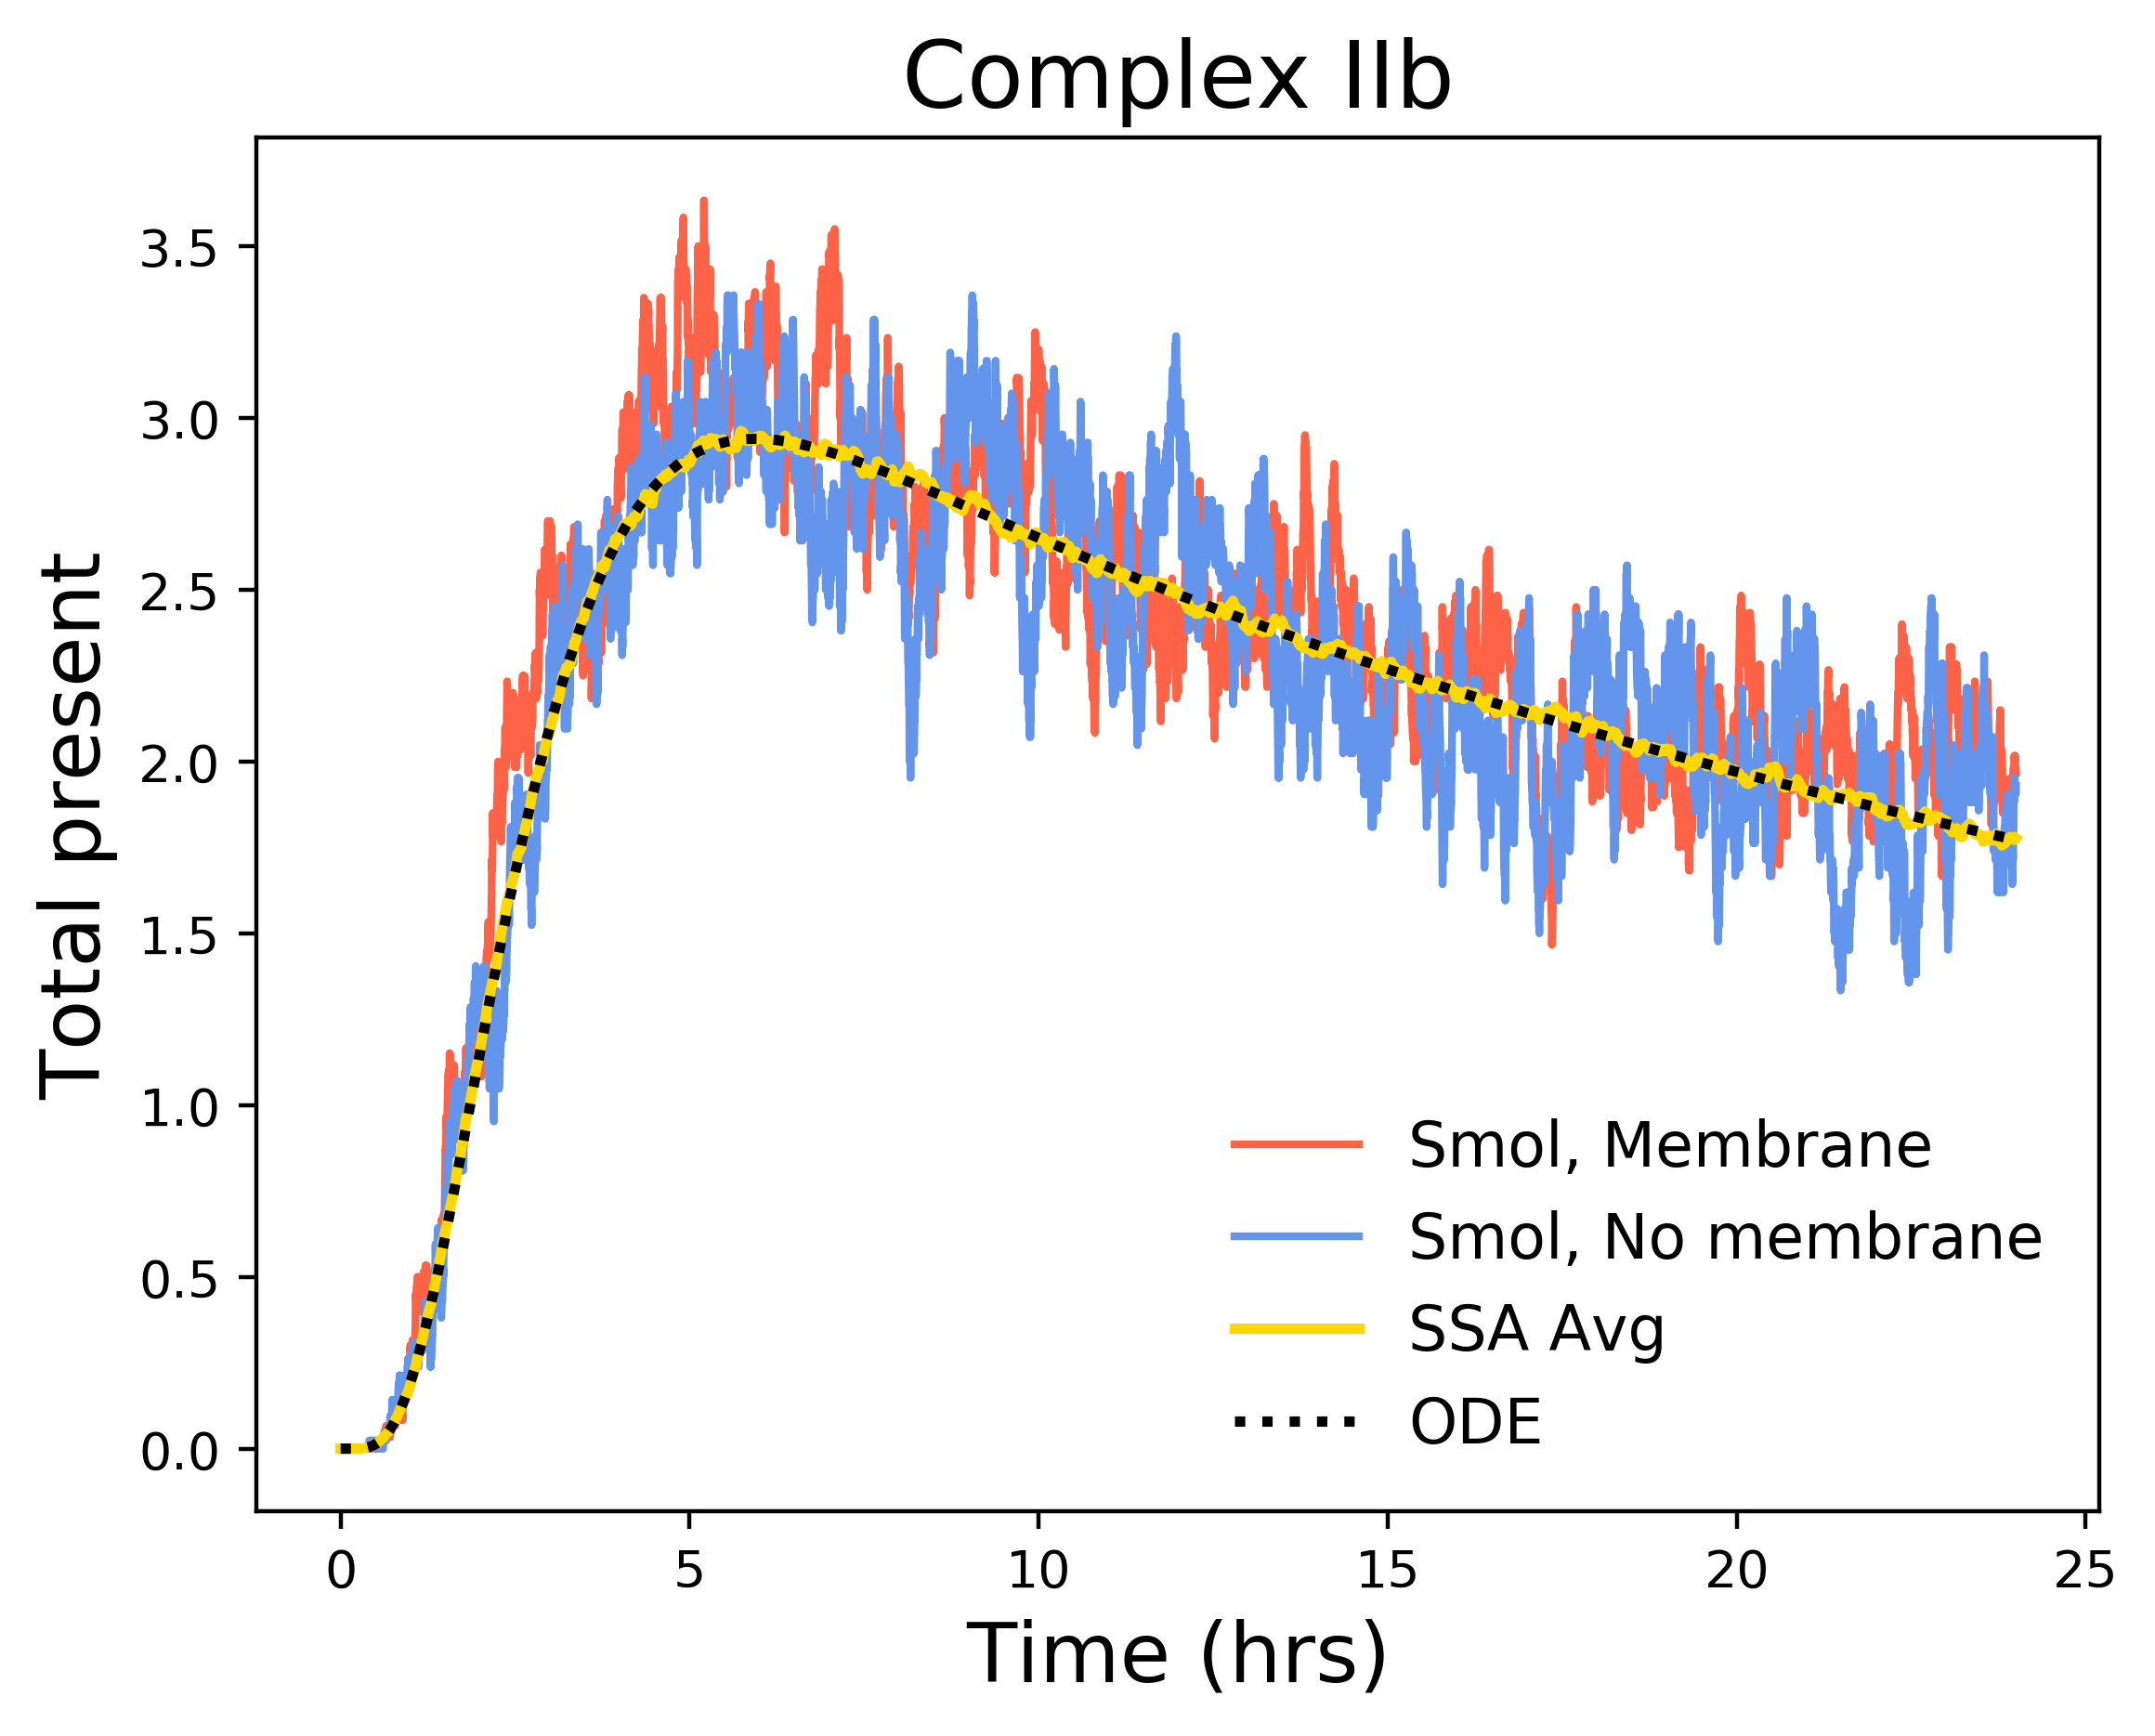 Complex IIb
Total present
3.5
3.0
2.5
2.0
1.5
1.0
0.5
0.0
Smol, Membrane
Smol, No membrane
SSA Avg
ODE
0 5 10 15 20 25
Time (hrs)